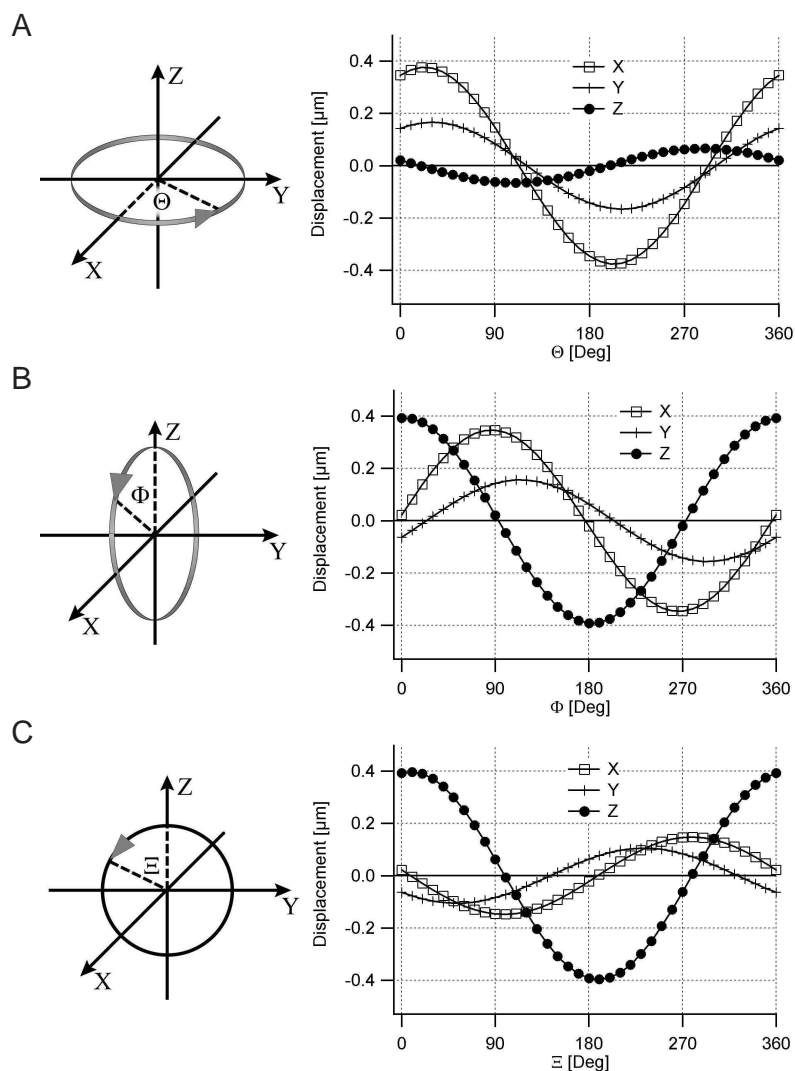 A
Z
Y
X
Θ
Displacement [µm]
0.4
0.2
0.0
-0.2
-0.4
X
Y
Z
0 90 180 270 360
Θ [Deg]
B
Z
Y
X
Φ
Displacement [µm]
0.4
0.2
0.0
-0.2
-0.4
X
Y
Z
0 90 180 270 360
Φ [Deg]
C
Z
Y
X
Ξ
Displacement [µm]
0.4
0.2
0.0
-0.2
-0.4
X
Y
Z
0 90 180 270 360
Ξ [Deg]